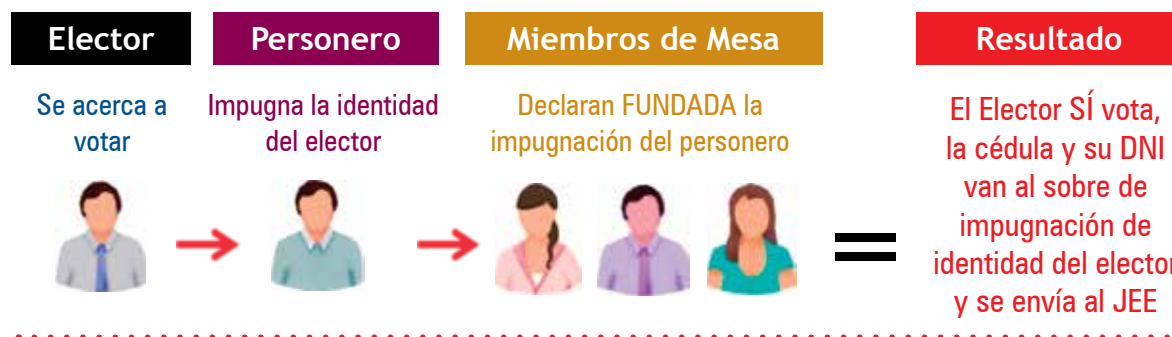 Elector
Personero
Miembros de Mesa
Resultado
Se acerca a
votar
Impugna la identidad
del elector
Declaran FUNDADA la
impugnación del personero
El Elector SÍ vota,
la cédula y su DNI
van al sobre de
impugnación de
identidad del elector
y se envía al JEE